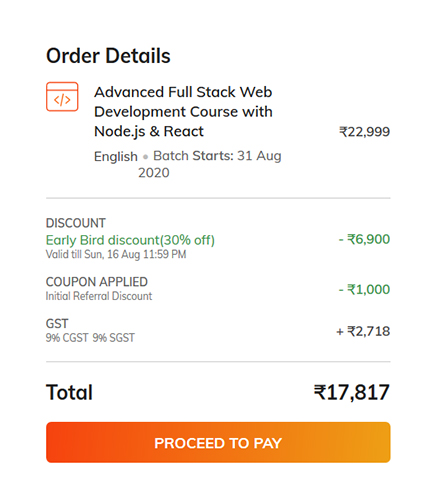 Order Details
</>
Advanced Full Stack Web
Development Course with
Node.js & React
₹22,999
English • Batch Starts: 31 Aug
2020
DISCOUNT
Early Bird discount(30% off)
- ₹6,900
Valid till Sun, 16 Aug 11:59 PM
COUPON APPLIED
- ₹1,000
Initial Referral Discount
GST
+ ₹2,718
9% CGST 9% SGST
Total ₹17,817
PROCEED TO PAY